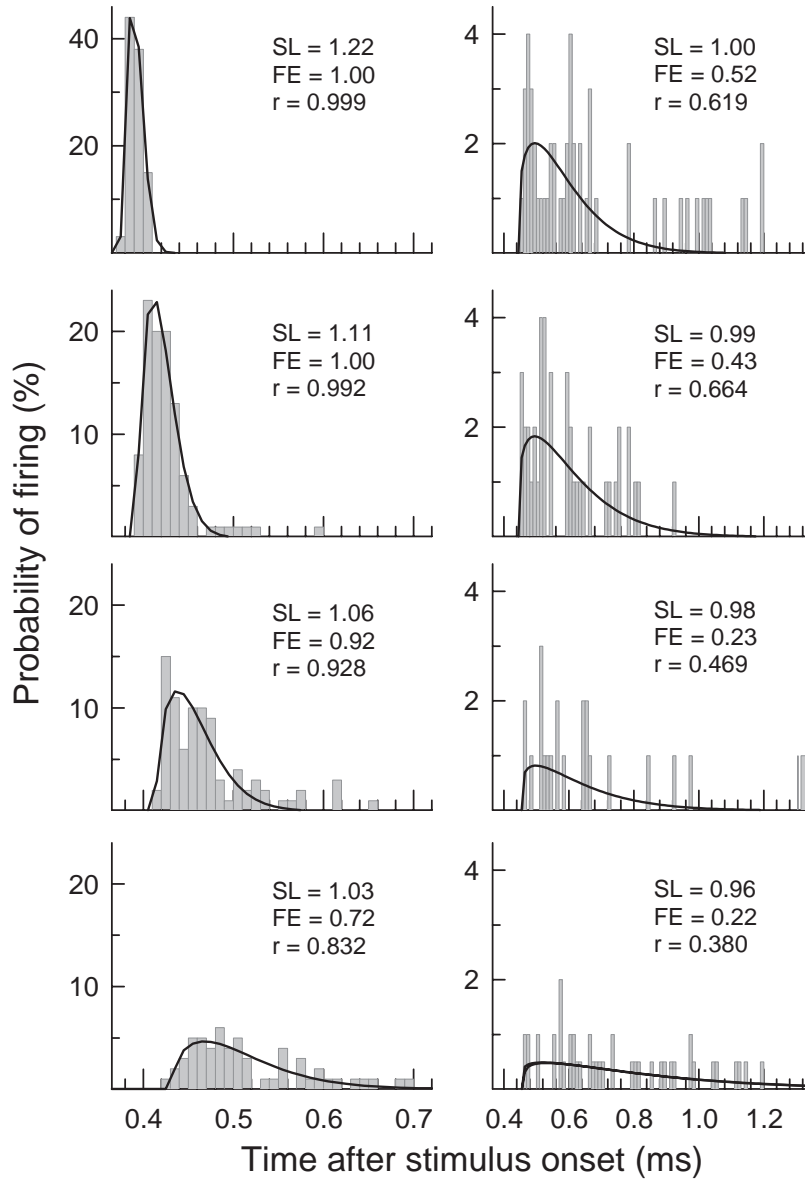 Probability of firing (%)
40
20
SL = 1.22
FE = 1.00
r = 0.999
4
2
SL = 1.00
FE = 0.52
r = 0.619
20
10
SL = 1.11
FE = 1.00
r = 0.992
4
2
SL = 0.99
FE = 0.43
r = 0.664
20
10
SL = 1.06
FE = 0.92
r = 0.928
4
2
SL = 0.98
FE = 0.23
r = 0.469
20
10
SL = 1.03
FE = 0.72
r = 0.832
4
2
SL = 0.96
FE = 0.22
r = 0.380
0.4 0.5 0.6 0.7
0.4 0.6 0.8 1.0 1.2
Time after stimulus onset (ms)